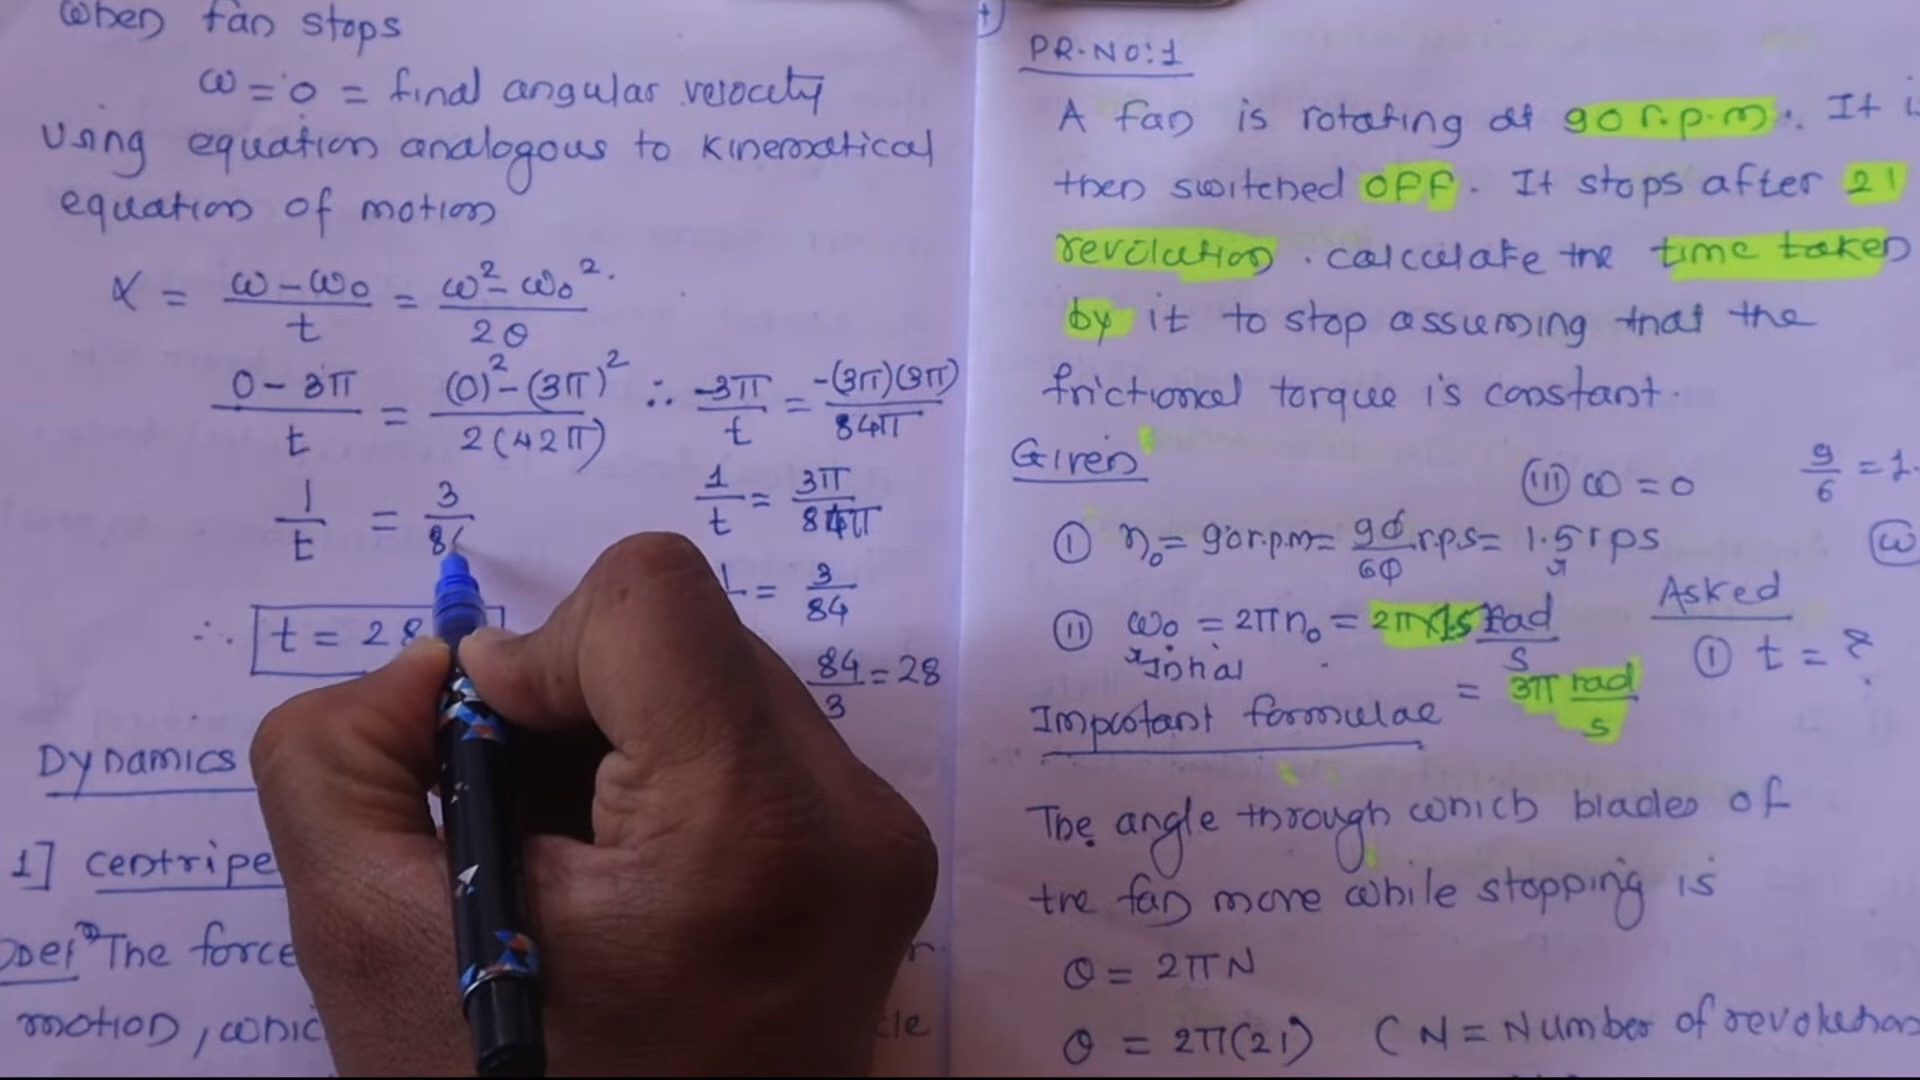 When fan stops
ω = 0 = final angular velocity
Using equation analogous to kinematical
equation of motion
α = ω - ω₀ / t = ω² - ω₀² / 2θ
0 - 3π / t = (0)² - (3π)² / 2(42π) ∴ -3π / t = -(3π)(3π) / 84π
1 / t = 3π / 84π
1 / t = 3 / 84
= 3 / 84
∴ t = 28
84 / 3 = 28
Dynamics
1] centripe
Def The force
motion,
PR.NO:1
A fan is rotating at 90 r.p.m. It
then switched OFF. It stops after 21
revolution. calculate the time taken
by it to stop assuming that the
frictional torque is constant.
Given
(III) ω = 0
9 / 6 = 1.
(I) n₀ = 90 r.p.m = 90 / 60 r.p.s = 1.5 rps
ω
Asked
(II) ω₀ = 2πn₀ = 2π×1.5 rad / s
Initial
(I) t = ?
= 3π rad / s
Important formulae
The angle through which blades of
the fan move while stopping is
θ = 2πN
θ = 2π(21) (N = Number of revolution